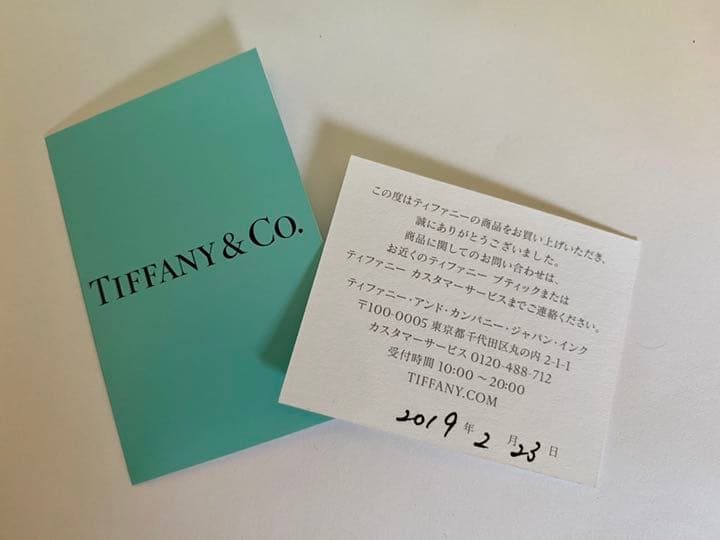 TIFFANY & CO.
この度はティファニーの商品をお買い上げいただき、
誠にありがとうございました。
商品に関してのお問い合わせは、
お近くのティファニー ブティックまたは
ティファニー カスタマーサービスまでご連絡ください。
ティファニー・アンド・カンパニー・ジャパン・インク
〒100-0005 東京都千代田区丸の内 2-1-1
カスタマーサービス 0120-488-712
受付時間 10:00 ~ 20:00
TIFFANY.COM
2019 年 2 月 23 日